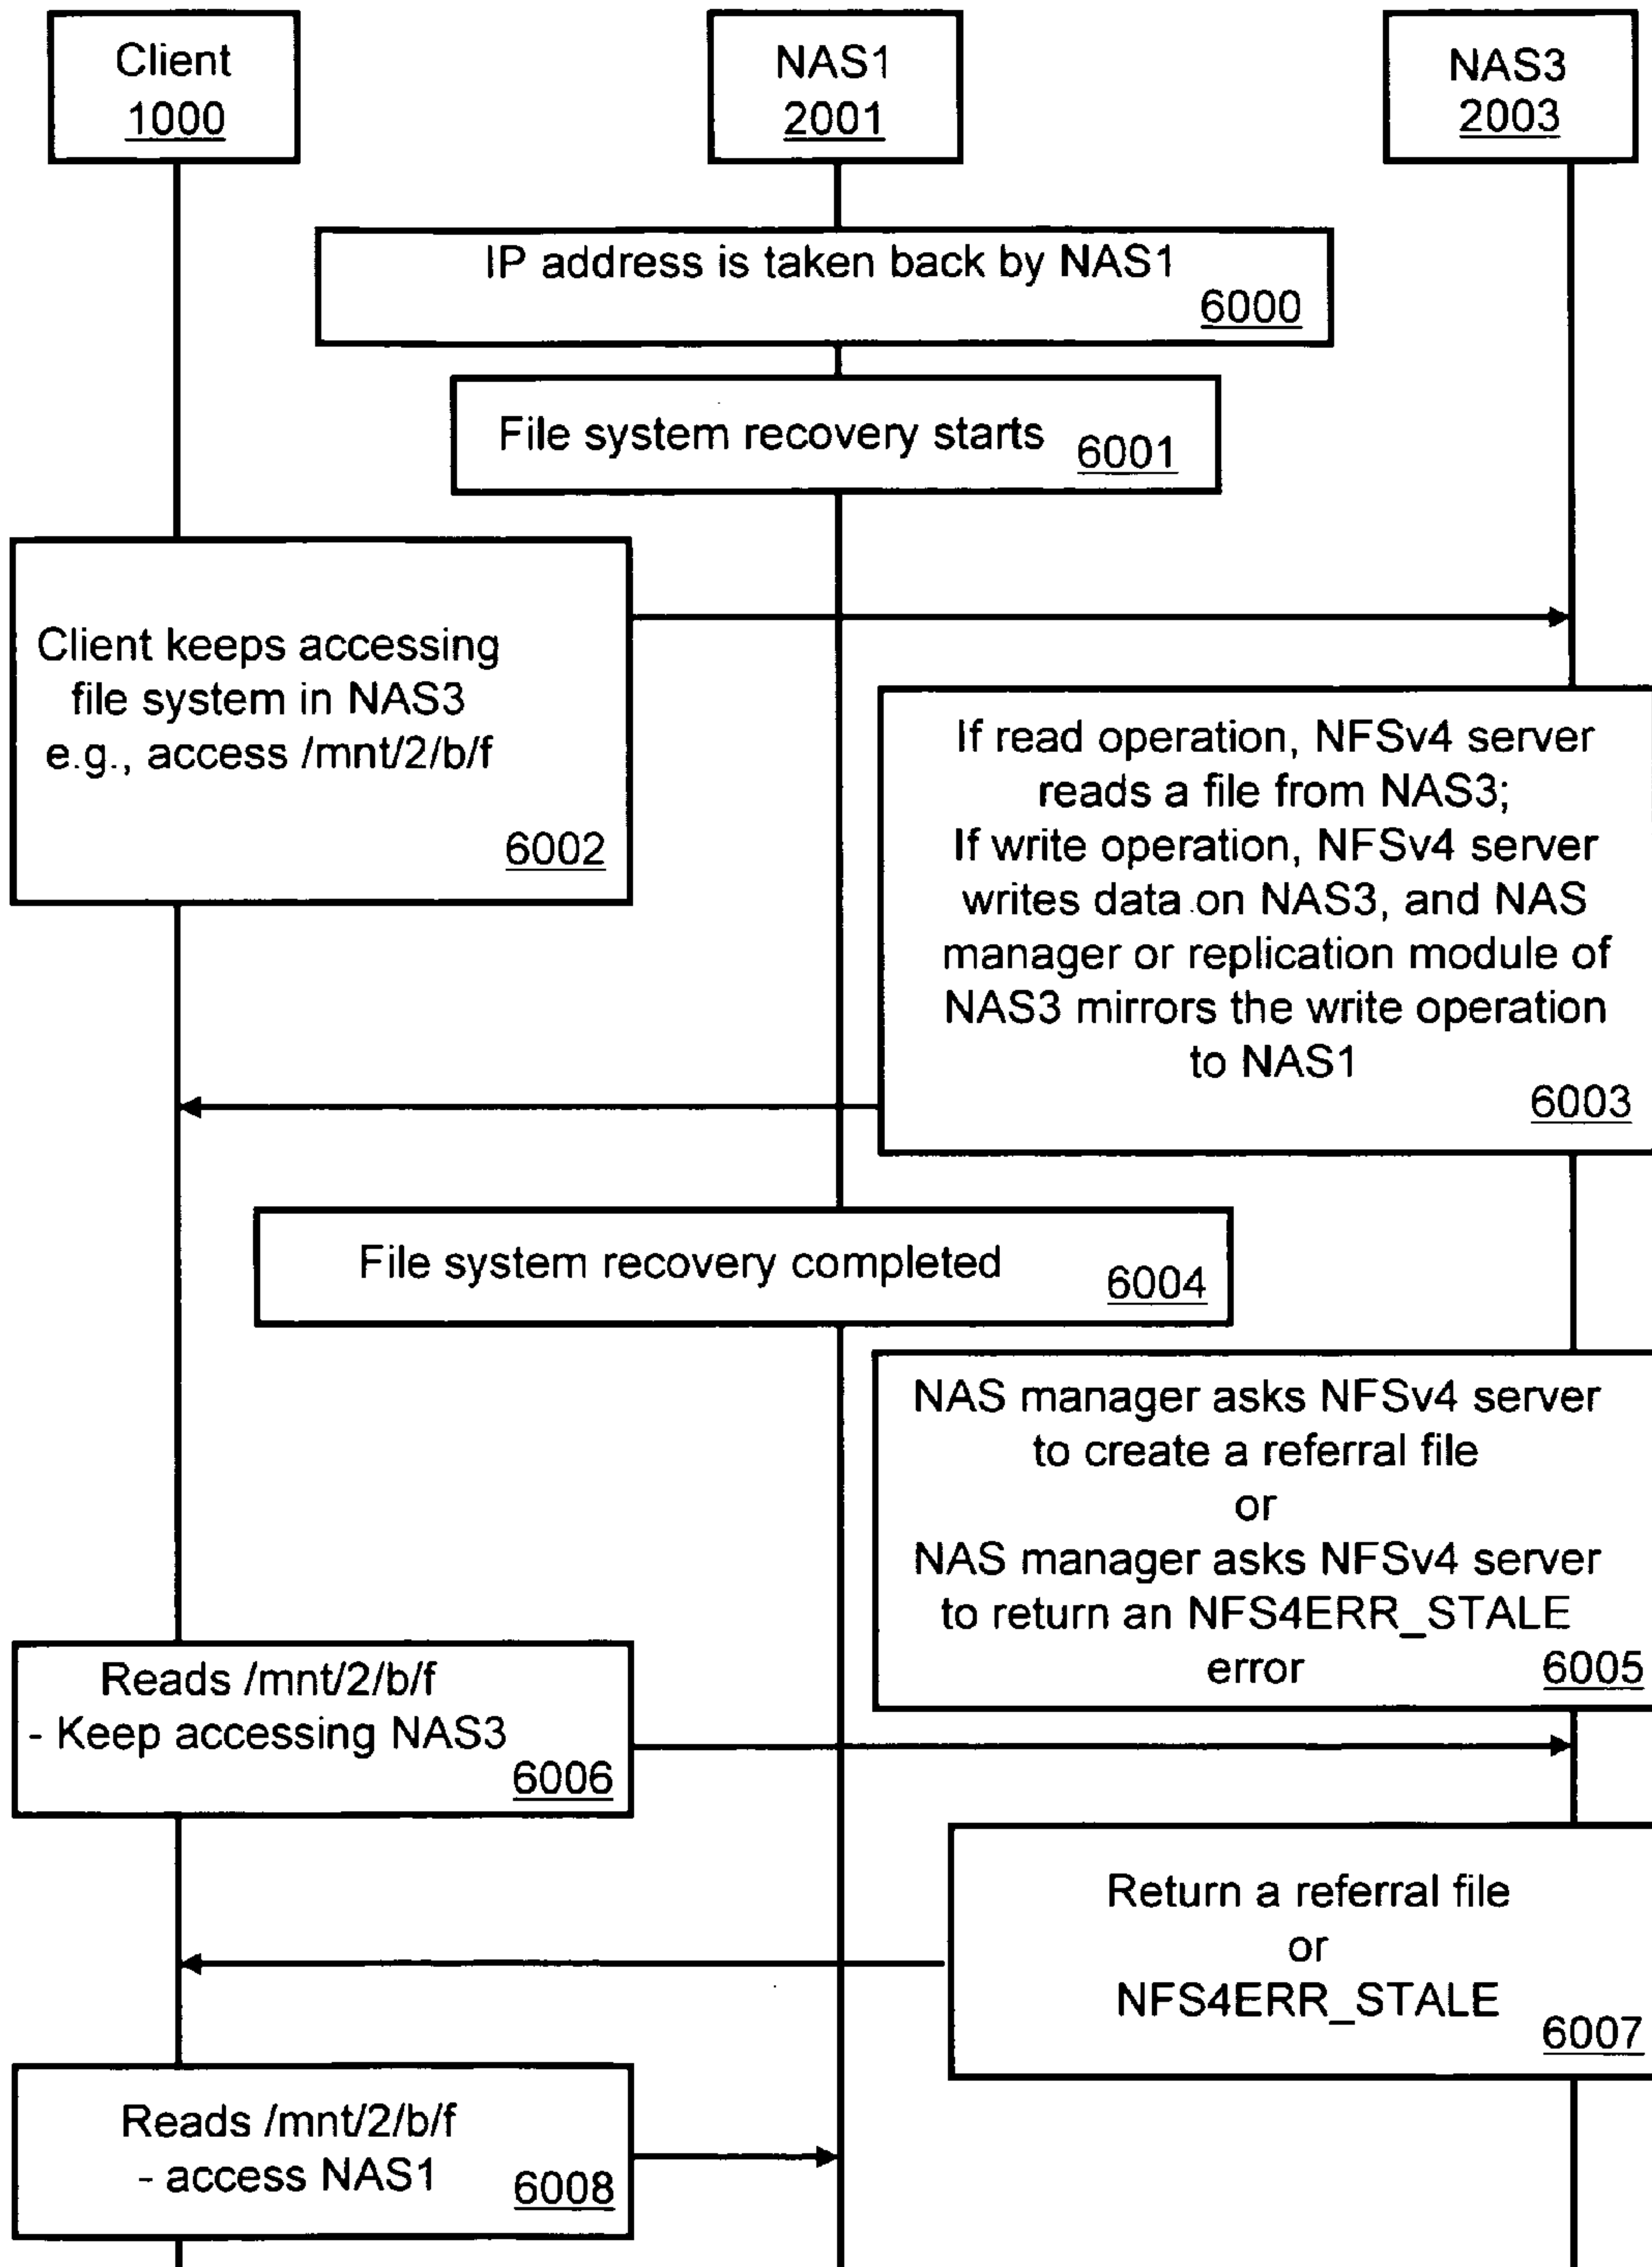 Client
1000
NAS1
2001
NAS3
2003
IP address is taken back by NAS1
6000
File system recovery starts 6001
Client keeps accessing
file system in NAS3
e.g., access /mnt/2/b/f
6002
If read operation, NFSv4 server
reads a file from NAS3;
If write operation, NFSv4 server
writes data on NAS3, and NAS
manager or replication module of
NAS3 mirrors the write operation
to NAS1
6003
File system recovery completed 6004
NAS manager asks NFSv4 server
to create a referral file
or
NAS manager asks NFSv4 server
to return an NFS4ERR_STALE
error 6005
Reads /mnt/2/b/f
- Keep accessing NAS3
6006
Return a referral file
or
NFS4ERR_STALE
6007
Reads /mnt/2/b/f
- access NAS1 6008